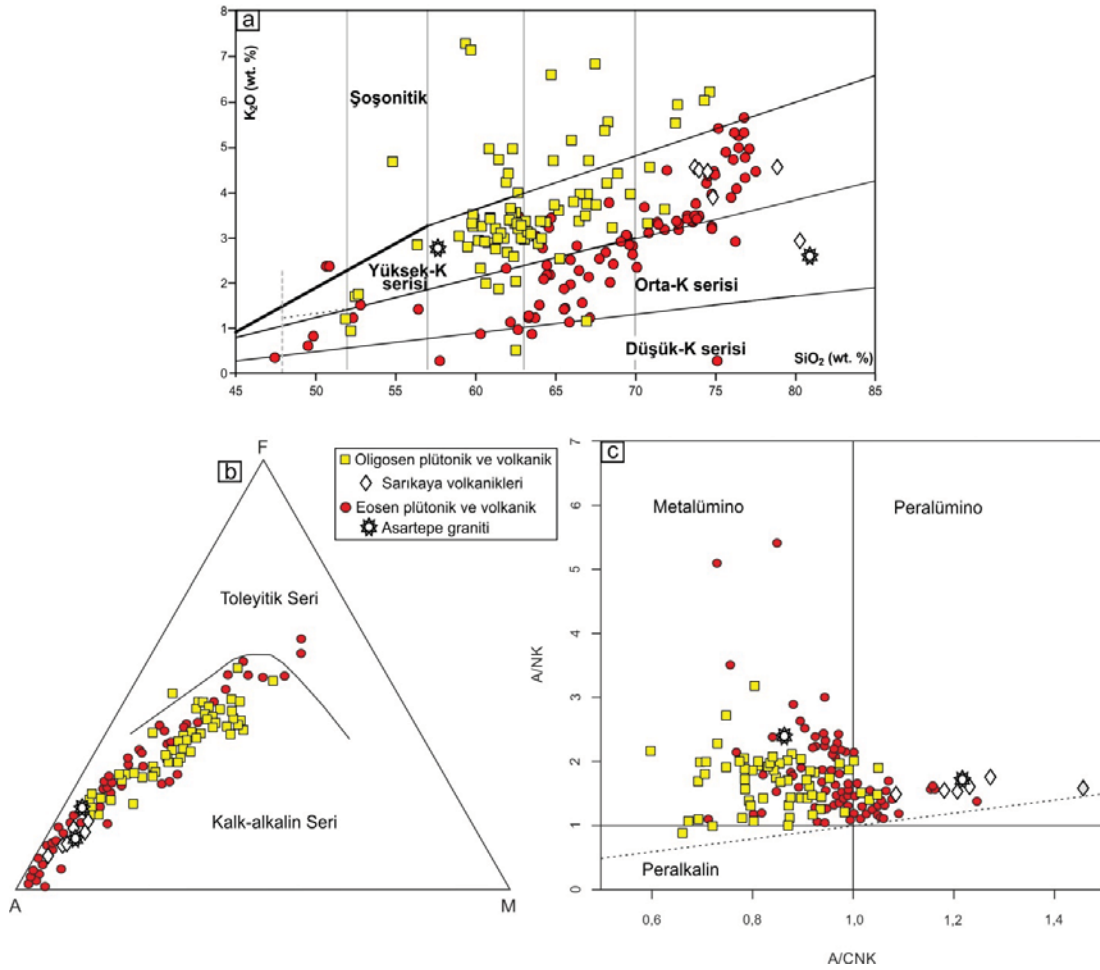 a
K₂O (wt. %)
8
7
6
5
4
3
2
1
0
Şoşonitik
Yüksek-K
serisi
Orta-K serisi
Düşük-K serisi
SiO₂ (wt. %)
45 50 55 60 65 70 75 80 85
b
F
Oligosen plütonik ve volkanik
Sarıkaya volkanikleri
Eosen plütonik ve volkanik
Asartepe graniti
Toleyitik Seri
Kalk-alkalin Seri
A
M
c
A/NK
7
6
5
4
3
2
1
0
Metalümino
Peralümino
Peralkalin
0,6 0,8 1,0 1,2 1,4
A/CNK